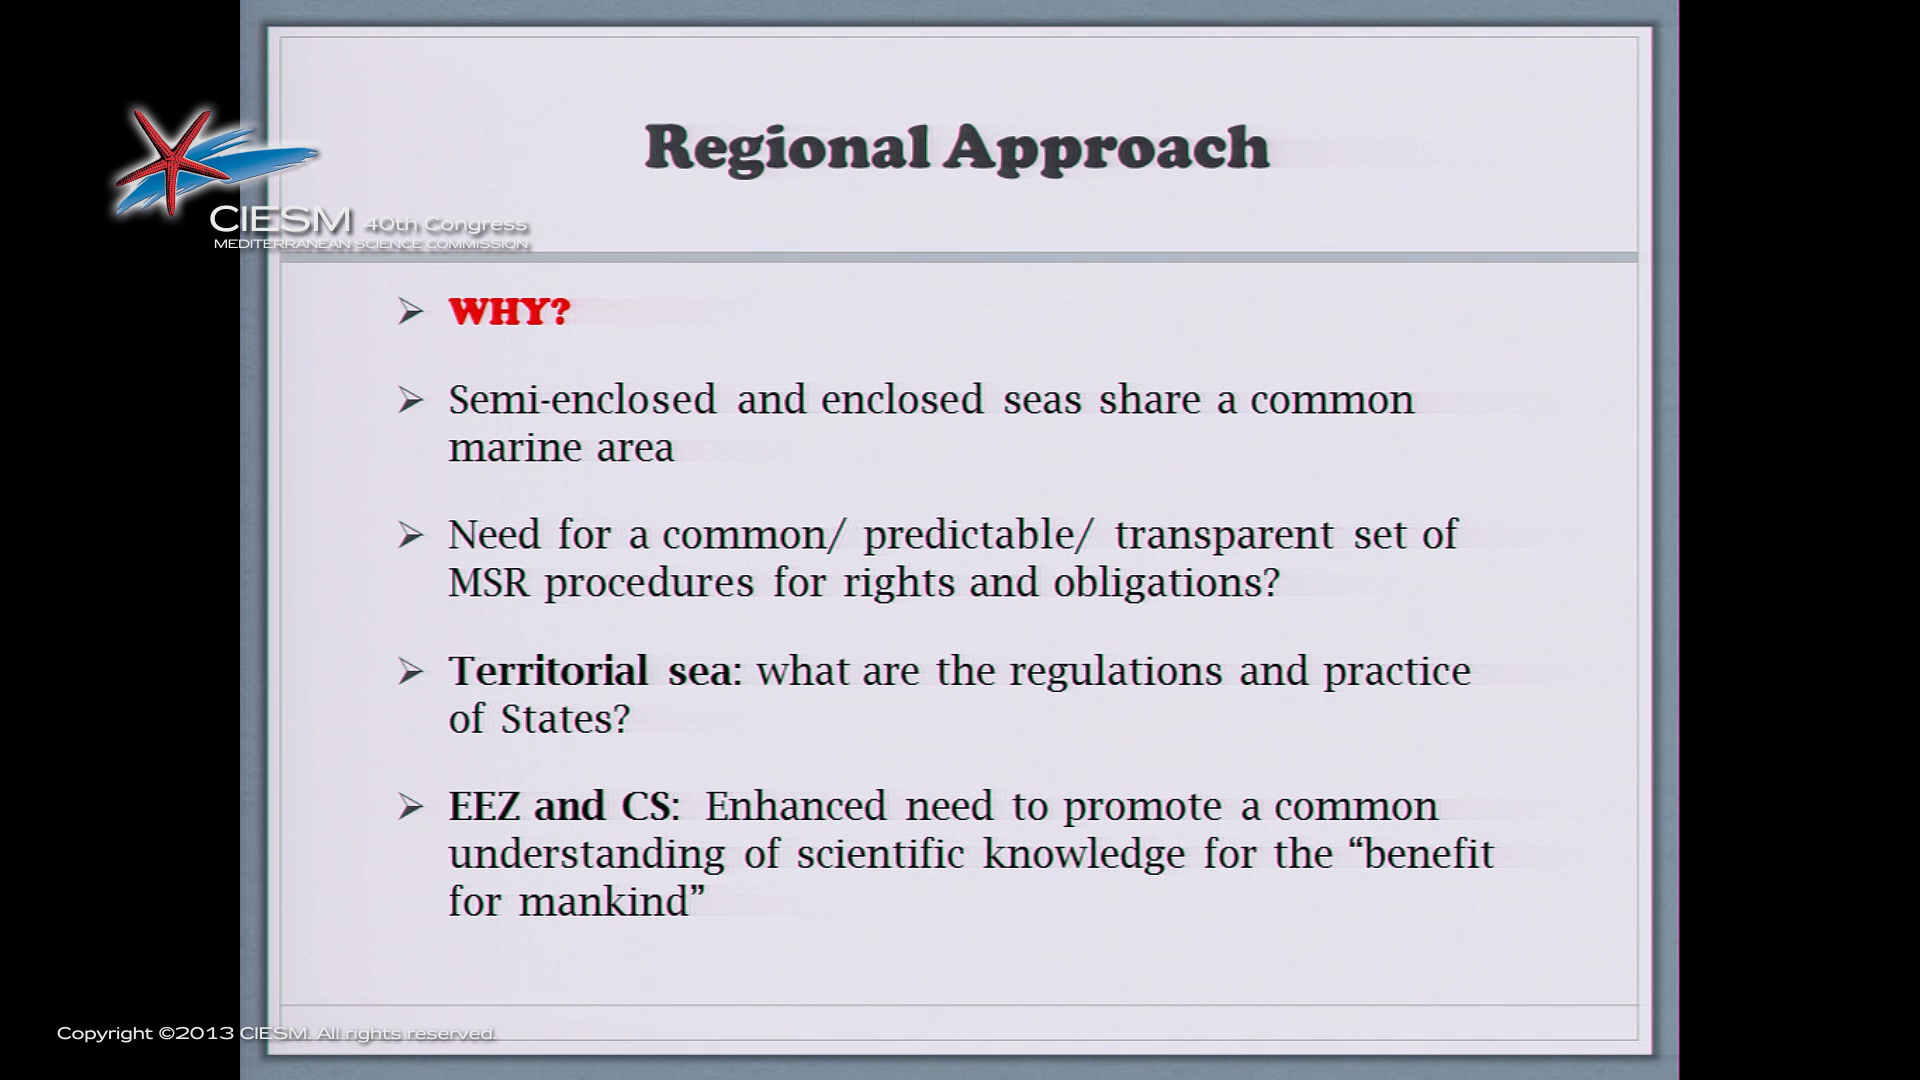 Regional Approach
CIESM 40th Congress
MEDITERRANEAN SCIENCE COMMISSION
WHY?
Semi-enclosed and enclosed seas share a common
marine area
Need for a common/ predictable/ transparent set of
MSR procedures for rights and obligations?
Territorial sea: what are the regulations and practice
of States?
EEZ and CS: Enhanced need to promote a common
understanding of scientific knowledge for the “benefit
for mankind”
Copyright ©2013 CIESM. All rights reserved.